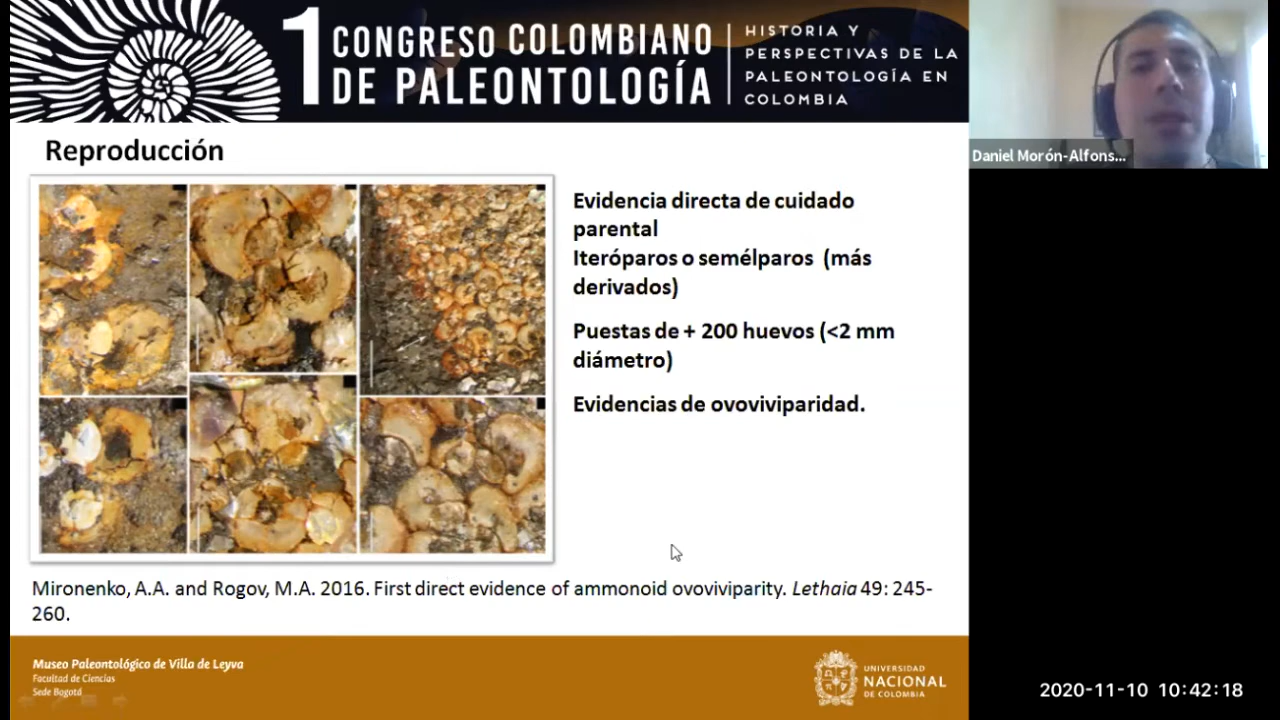 1 CONGRESO COLOMBIANO
DE PALEONTOLOGÍA
HISTORIA Y
PERSPECTIVAS DE LA
PALEONTOLOGÍA EN
COLOMBIA
Daniel Morón-Alfons...
Reproducción
Evidencia directa de cuidado
parental
Iteróparos o semélparos (más
derivados)
Puestas de + 200 huevos (<2 mm
diámetro)
Evidencias de ovoviviparidad.
Mironenko, A.A. and Rogov, M.A. 2016. First direct evidence of ammonoid ovoviviparity. Lethaia 49: 245-
260.
Museo Paleontológico de Villa de Leyva
Facultad de Ciencias
Sede Bogotá
UNIVERSIDAD
NACIONAL
DE COLOMBIA
2020-11-10 10:42:18